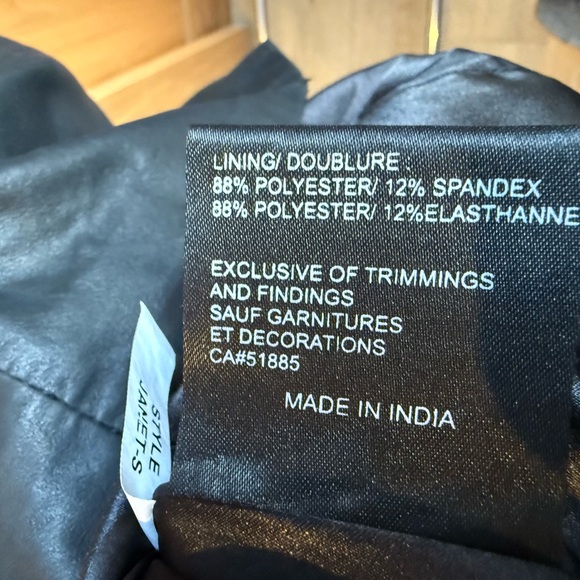 LINING/ DOUBLURE
88% POLYESTER/ 12% SPANDEX
88% POLYESTER/ 12%ELASTHANNE
EXCLUSIVE OF TRIMMINGS
AND FINDINGS
SAUF GARNITURES
ET DECORATIONS
CA#51885
MADE IN INDIA
STYLE
JANET-S